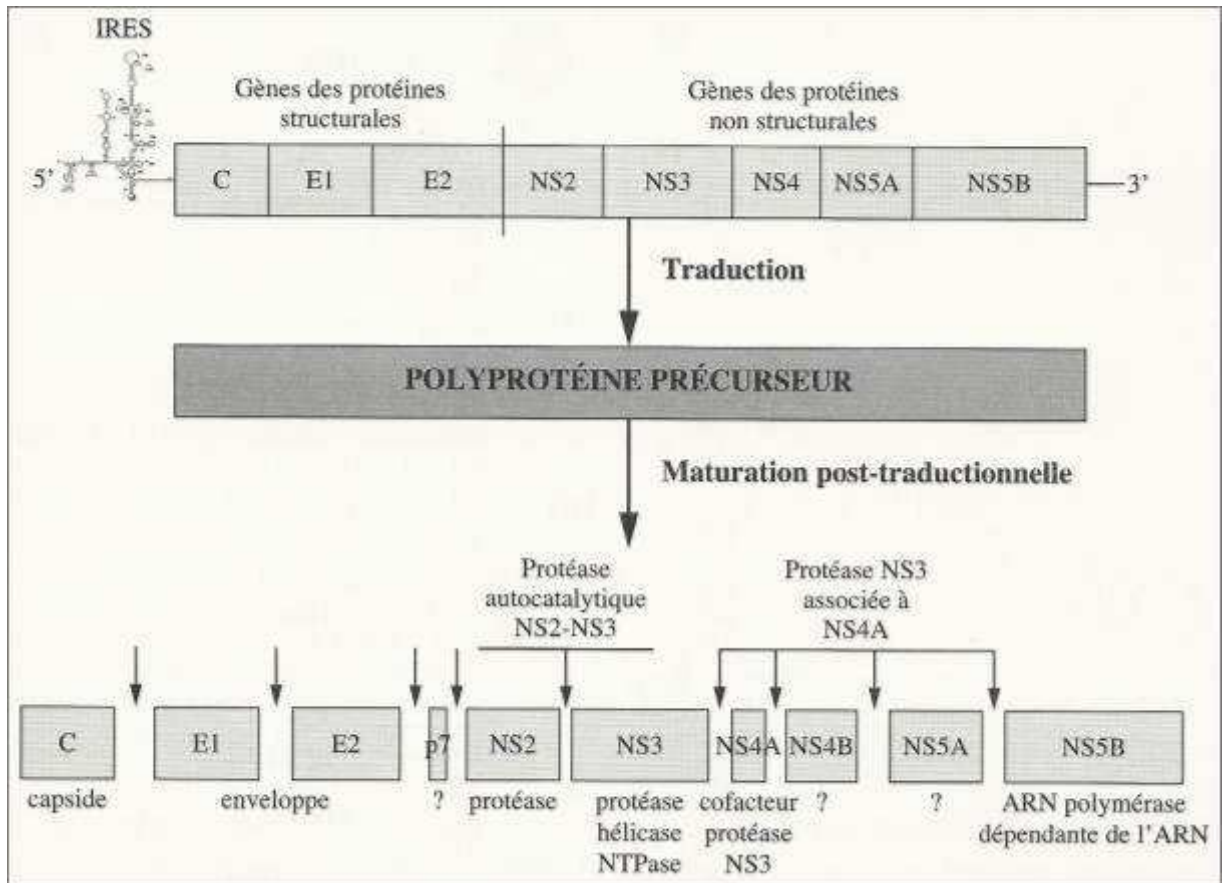 IRES
Gènes des protéines
structurales
Gènes des protéines
non structurales
5’ C E1 E2 NS2 NS3 NS4 NS5A NS5B 3’
Traduction
POLYPROTÉINE PRÉCURSEUR
Maturation post-traductionnelle
Protéase
autocatalytique
NS2-NS3
Protéase NS3
associée à
NS4A
C E1 E2 p7 NS2 NS3 NS4A NS4B NS5A NS5B
capside enveloppe ? protéase protéase cofacteur ? ? ARN polymérase
hélicase protéase dépendante de l’ARN
NTPase NS3